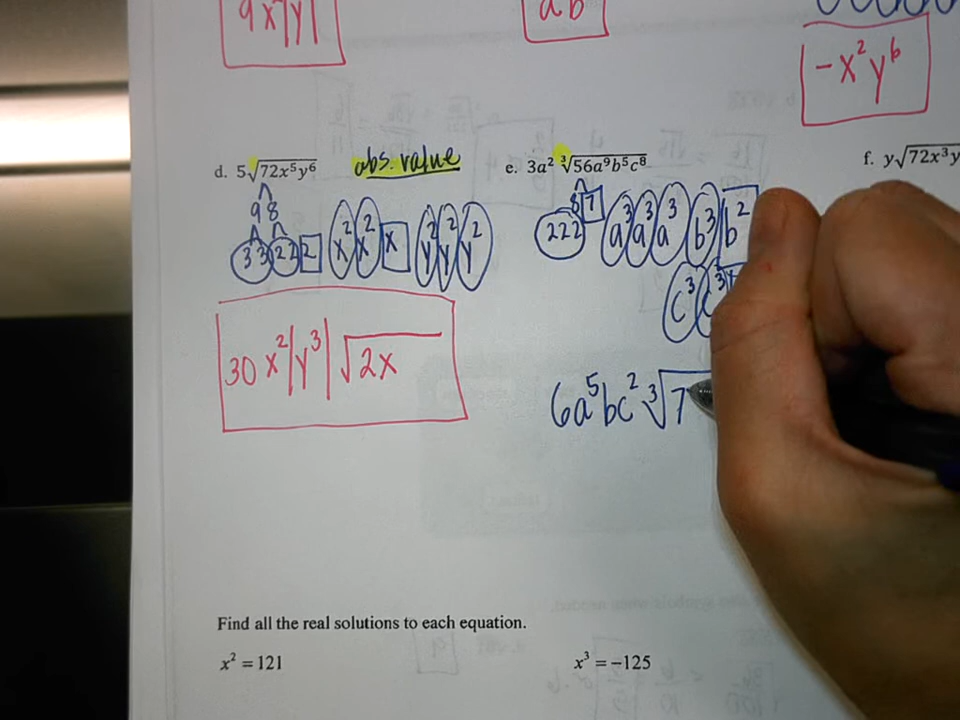 9x|y|
ab
-x²y⁶
d. 5√72x⁵y⁶ abs. value
e. 3a² ∛56a⁹b⁵c⁸
f. y√72x³y
9 8
3 3 2 2 2 x² x² x y² y² y²
8 7
2 2 2 a³ a³ a³ b³ b²
c³ c³
30x²|y³|√2x
6a⁵bc² ∛7
Find all the real solutions to each equation.
x² = 121
x³ = −125